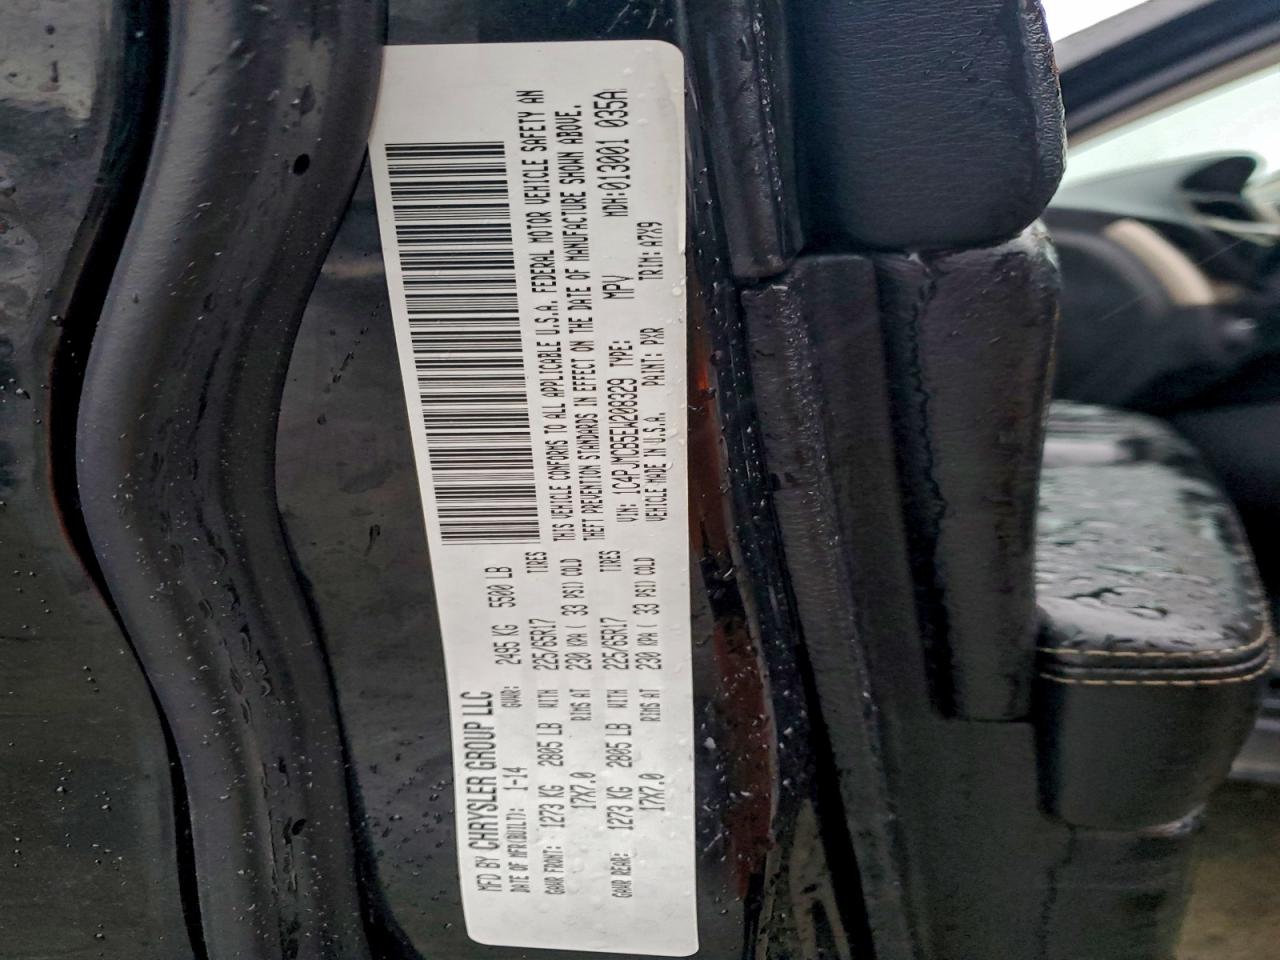 MFD BY CHRYSLER GROUP LLC
DATE OF MFR(BUILT): 1-14 GVWR: 2495 KG 5500 LB
GAWR FRONT: 1273 KG 2805 LB WITH 225/65R17 TIRES
17X7.0 RIMS AT 230 KPA ( 33 PSI) COLD
GAWR REAR: 1273 KG 2805 LB WITH 225/65R17 TIRES
17X7.0 RIMS AT 230 KPA ( 33 PSI) COLD
THIS VEHICLE CONFORMS TO ALL APPLICABLE U.S.A. FEDERAL MOTOR VEHICLE SAFETY AN
THEFT PREVENTION STANDARDS IN EFFECT ON THE DATE OF MANUFACTURE SHOWN ABOVE.
VIN: 1C4PJMCB5EW208329 TYPE: MPV MDH:013001 035A
VEHICLE MADE IN U.S.A. PAINT: PXR TRIM: A7X9